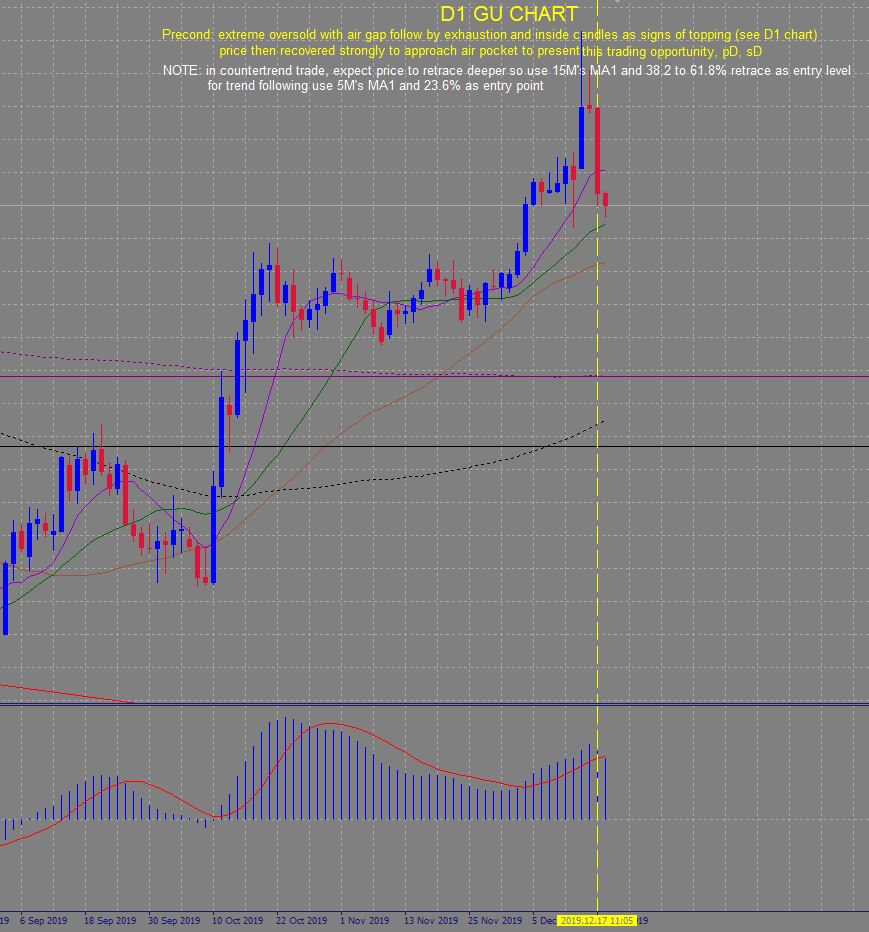 D1 GU CHART
Precond: extreme oversold with air gap follow by exhaustion and inside candles as signs of topping (see D1 chart)
price then recovered strongly to approach air pocket to present this trading opportunity, pD, sD
NOTE: in countertrend trade, expect price to retrace deeper so use 15M's MA1 and 38.2 to 61.8% retrace as entry level
for trend following use 5M's MA1 and 23.6% as entry point
19 6 Sep 2019 18 Sep 2019 30 Sep 2019 10 Oct 2019 22 Oct 2019 1 Nov 2019 13 Nov 2019 25 Nov 2019 5 Dec 2019.12.17 11:05 19